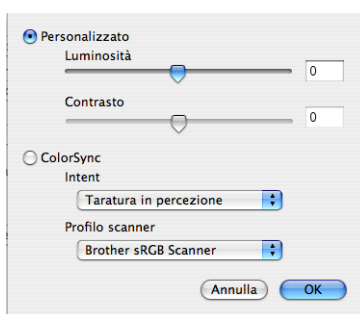 Personalizzato
Luminosità
0
Contrasto
0
ColorSync
Intent
Taratura in percezione
Profilo scanner
Brother sRGB Scanner
Annulla OK